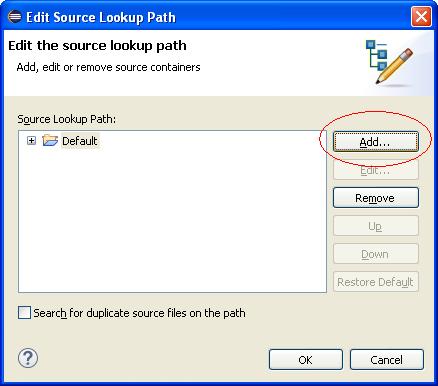 Edit Source Lookup Path
Edit the source lookup path
Add, edit or remove source containers
Source Lookup Path:
Default
Add...
Edit...
Remove
Up
Down
Restore Default
Search for duplicate source files on the path
?
OK
Cancel